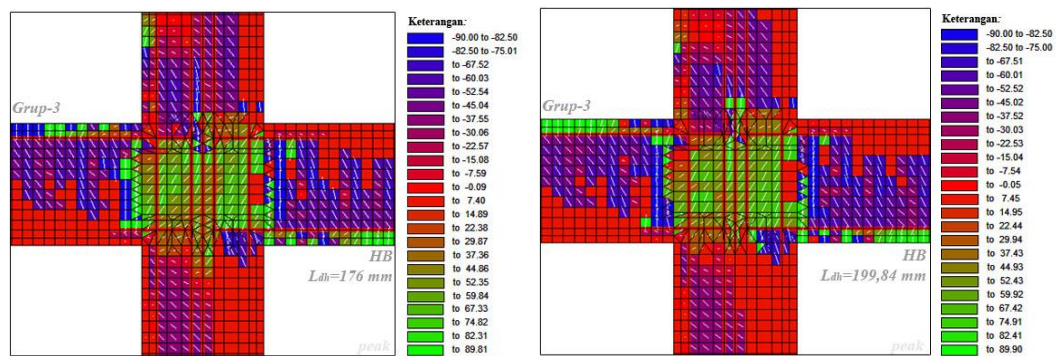 Keterangan:
-90.00 to -82.50
-82.50 to -75.01
to -67.52
to -60.03
to -52.54
to -45.04
to -37.55
to -30.06
to -22.57
to -15.08
to -7.59
to -0.09
to 7.40
to 14.89
to 22.38
to 29.87
to 37.36
to 44.86
to 52.35
to 59.84
to 67.33
to 74.82
to 82.31
to 89.81
Grup-3
HB
Ldh=176 mm
peak
Keterangan:
-90.00 to -82.50
-82.50 to -75.00
to -67.51
to -60.01
to -52.52
to -45.02
to -37.52
to -30.03
to -22.53
to -15.04
to -7.54
to -0.05
to 7.45
to 14.95
to 22.44
to 29.94
to 37.43
to 44.93
to 52.43
to 59.92
to 67.42
to 74.91
to 82.41
to 89.90
Grup-3
HB
Ldh=199,84 mm
peak